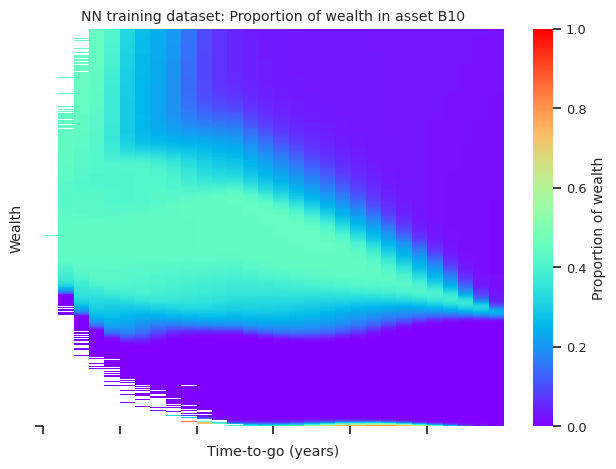 NN training dataset: Proportion of wealth in asset B10
Wealth
Time-to-go (years)
1.0
0.8
0.6
0.4
0.2
0.0
Proportion of wealth